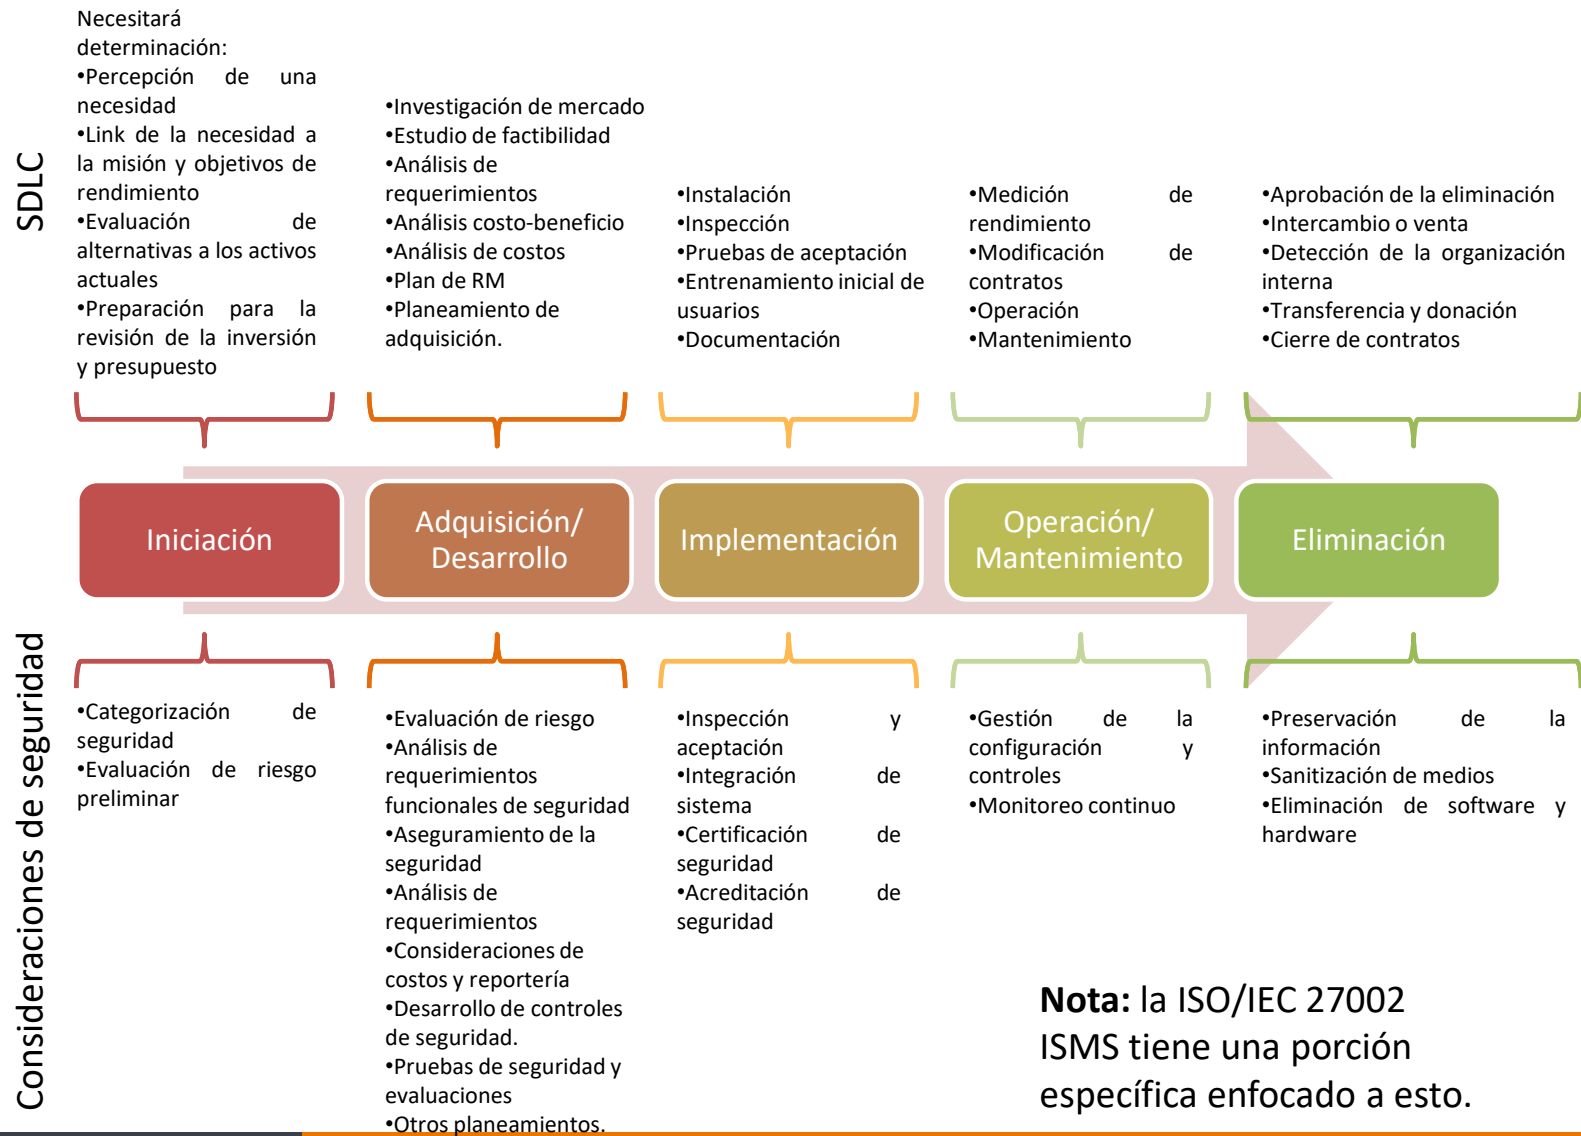 SDLC
Necesitará
determinación:
•Percepción de una
necesidad
•Link de la necesidad a
la misión y objetivos de
rendimiento
•Evaluación de
alternativas a los activos
actuales
•Preparación para la
revisión de la inversión
y presupuesto
•Investigación de mercado
•Estudio de factibilidad
•Análisis de
requerimientos
•Análisis costo-beneficio
•Análisis de costos
•Plan de RM
•Planeamiento de
adquisición.
•Instalación
•Inspección
•Pruebas de aceptación
•Entrenamiento inicial de
usuarios
•Documentación
•Medición de
rendimiento
•Modificación de
contratos
•Operación
•Mantenimiento
•Aprobación de la eliminación
•Intercambio o venta
•Detección de la organización
interna
•Transferencia y donación
•Cierre de contratos
Iniciación
Adquisición/
Desarrollo
Implementación
Operación/
Mantenimiento
Eliminación
Consideraciones de seguridad
•Categorización de
seguridad
•Evaluación de riesgo
preliminar
•Evaluación de riesgo
•Análisis de
requerimientos
funcionales de seguridad
•Aseguramiento de la
seguridad
•Análisis de
requerimientos
•Consideraciones de
costos y reportería
•Desarrollo de controles
de seguridad.
•Pruebas de seguridad y
evaluaciones
•Otros planeamientos.
•Inspección y
aceptación
•Integración de
sistema
•Certificación de
seguridad
•Acreditación de
seguridad
•Gestión de la
configuración y
controles
•Monitoreo continuo
•Preservación de la
información
•Sanitización de medios
•Eliminación de software y
hardware
Nota: la ISO/IEC 27002
ISMS tiene una porción
específica enfocado a esto.